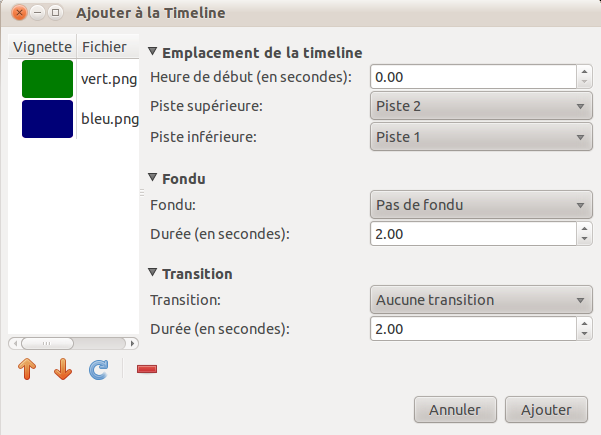 Ajouter à la Timeline
Vignette Fichier
vert.png
bleu.png
Emplacement de la timeline
Heure de début (en secondes): 0.00
Piste supérieure: Piste 2
Piste inférieure: Piste 1
Fondu
Fondu: Pas de fondu
Durée (en secondes): 2.00
Transition
Transition: Aucune transition
Durée (en secondes): 2.00
Annuler Ajouter